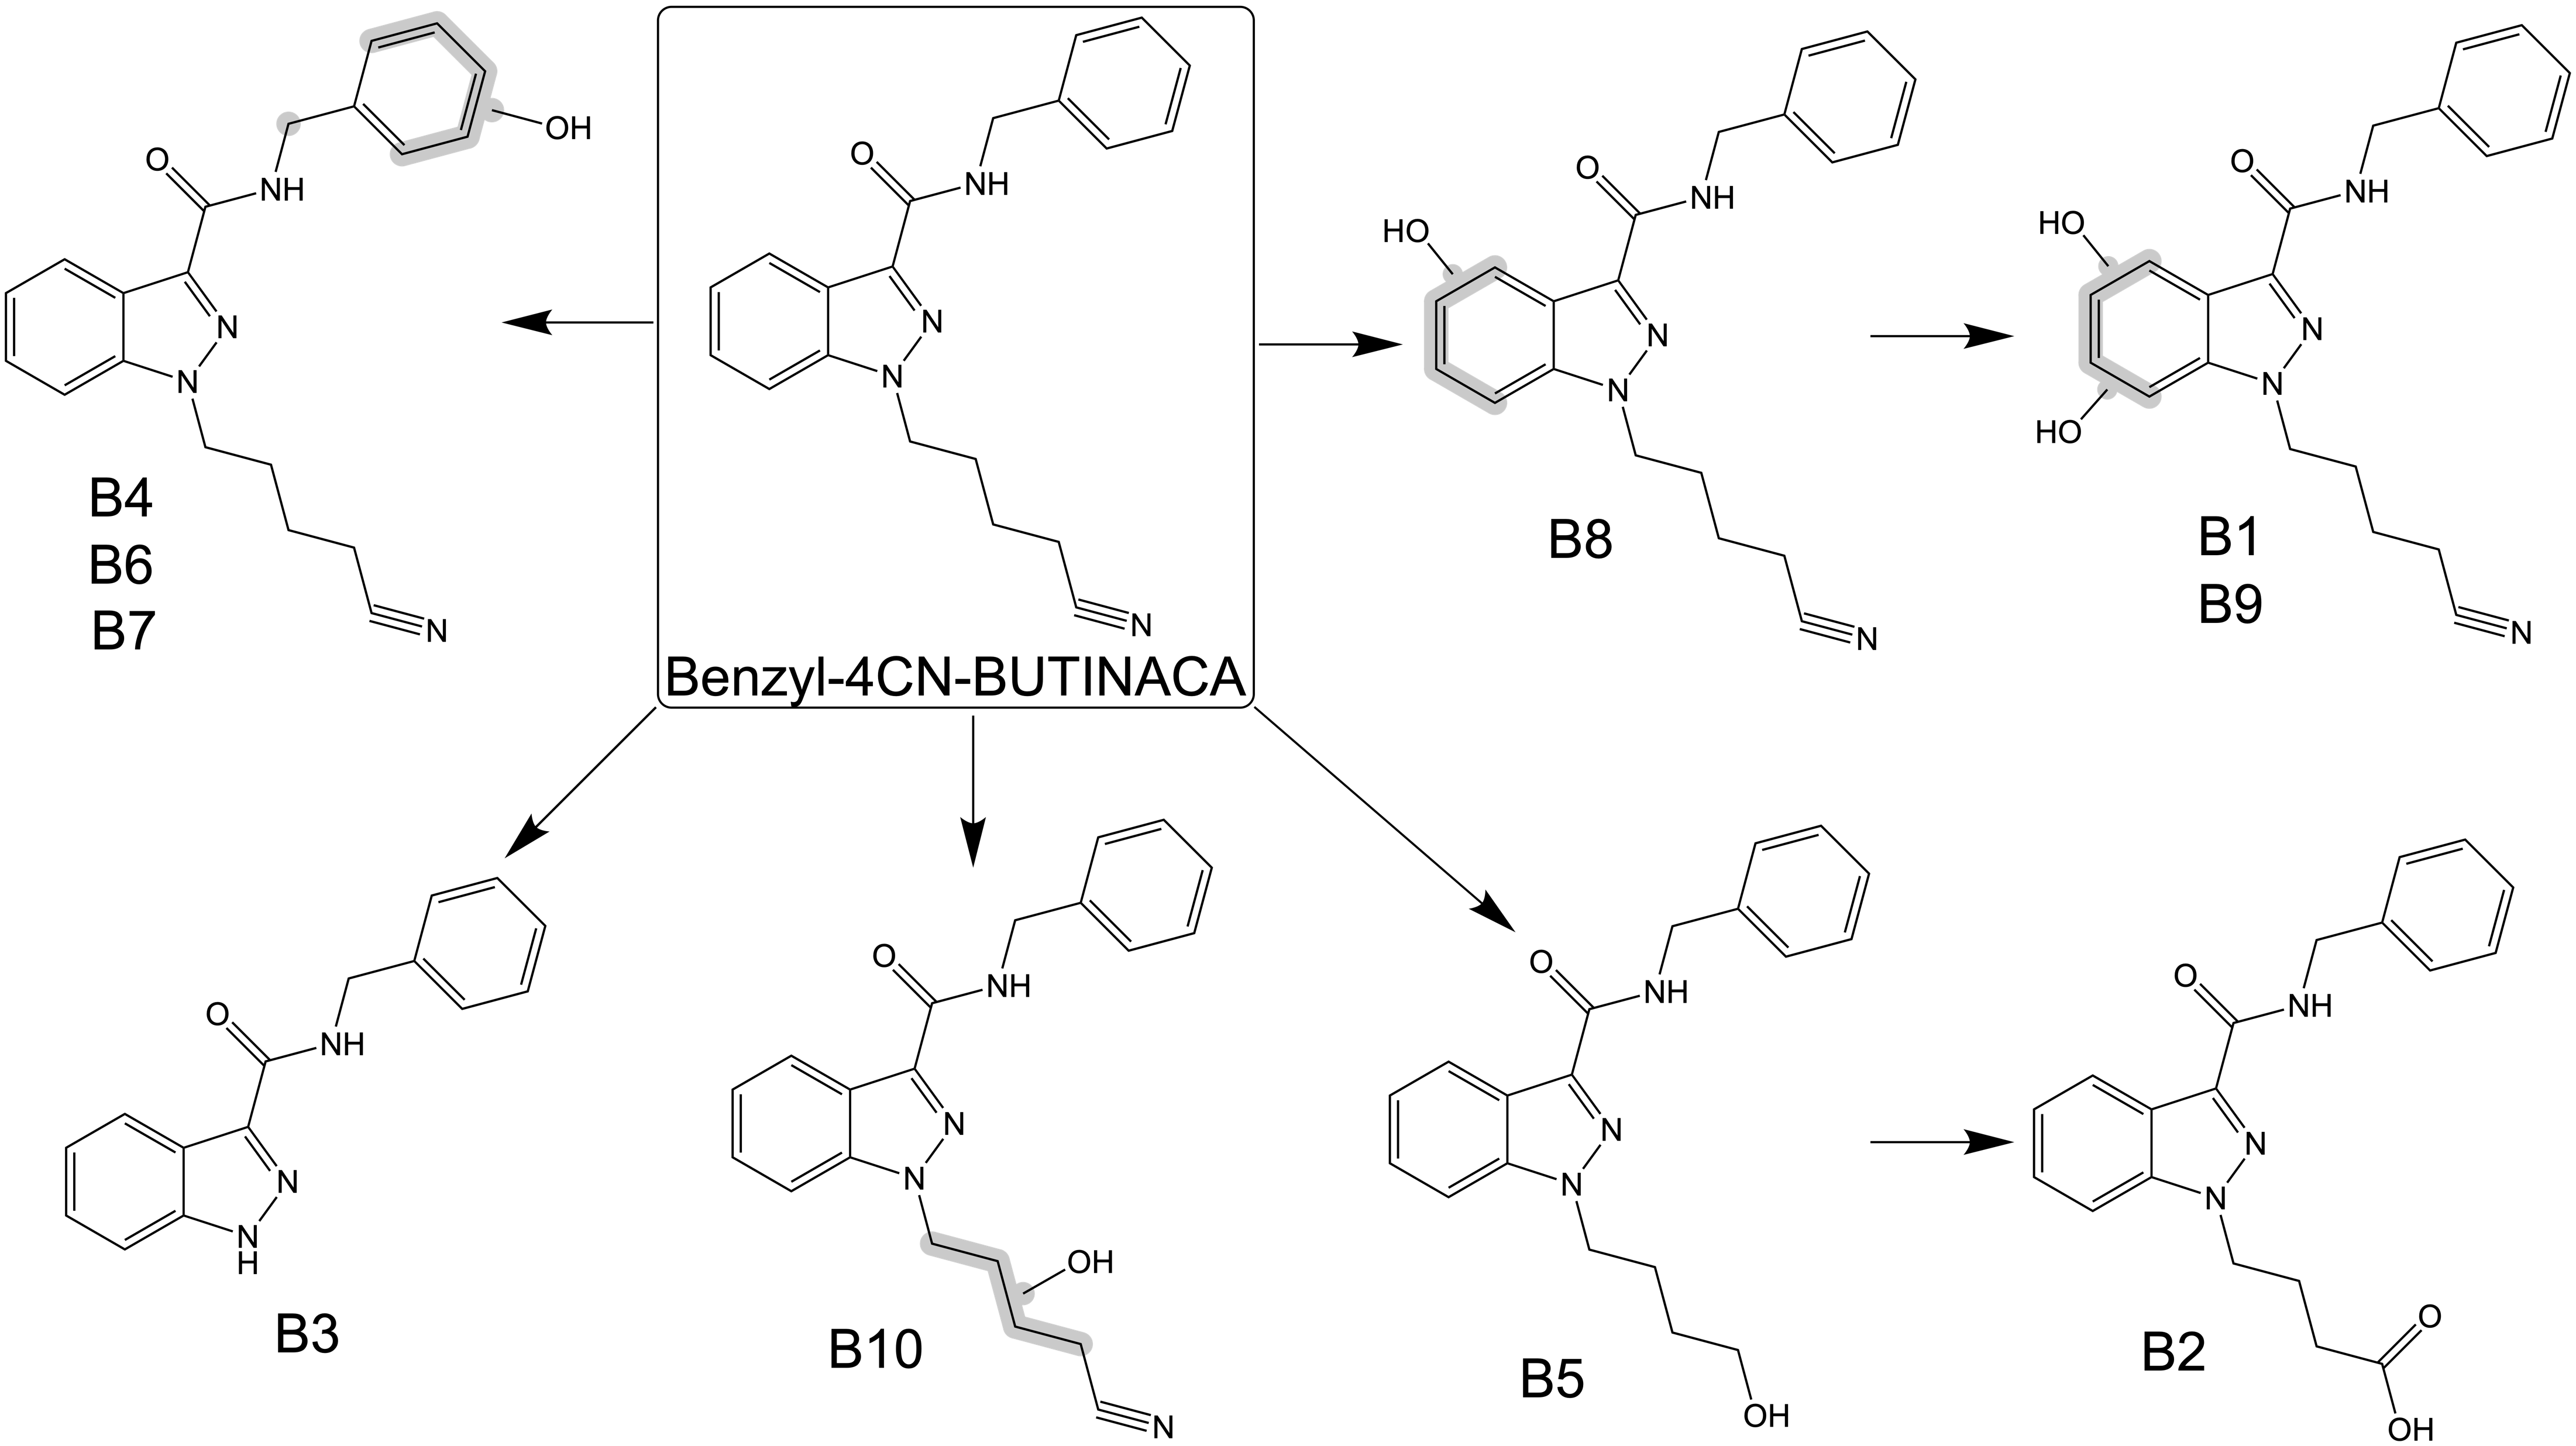 OH
O
NH
N
N
N
B4
B6
B7
O
NH
N
N
N
Benzyl-4CN-BUTINACA
HO
O
NH
N
N
N
B8
HO
O
NH
N
N
HO
N
B1
B9
O
NH
N
N
H
B3
O
NH
N
N
OH
N
B10
O
NH
N
N
OH
B5
O
NH
N
N
O
OH
B2